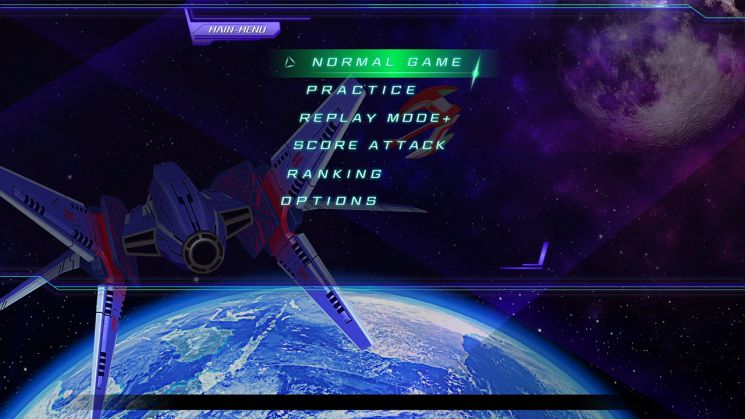 MAIN-MENU
NORMAL GAME
PRACTICE
REPLAY MODE+
SCORE ATTACK
RANKING
OPTIONS